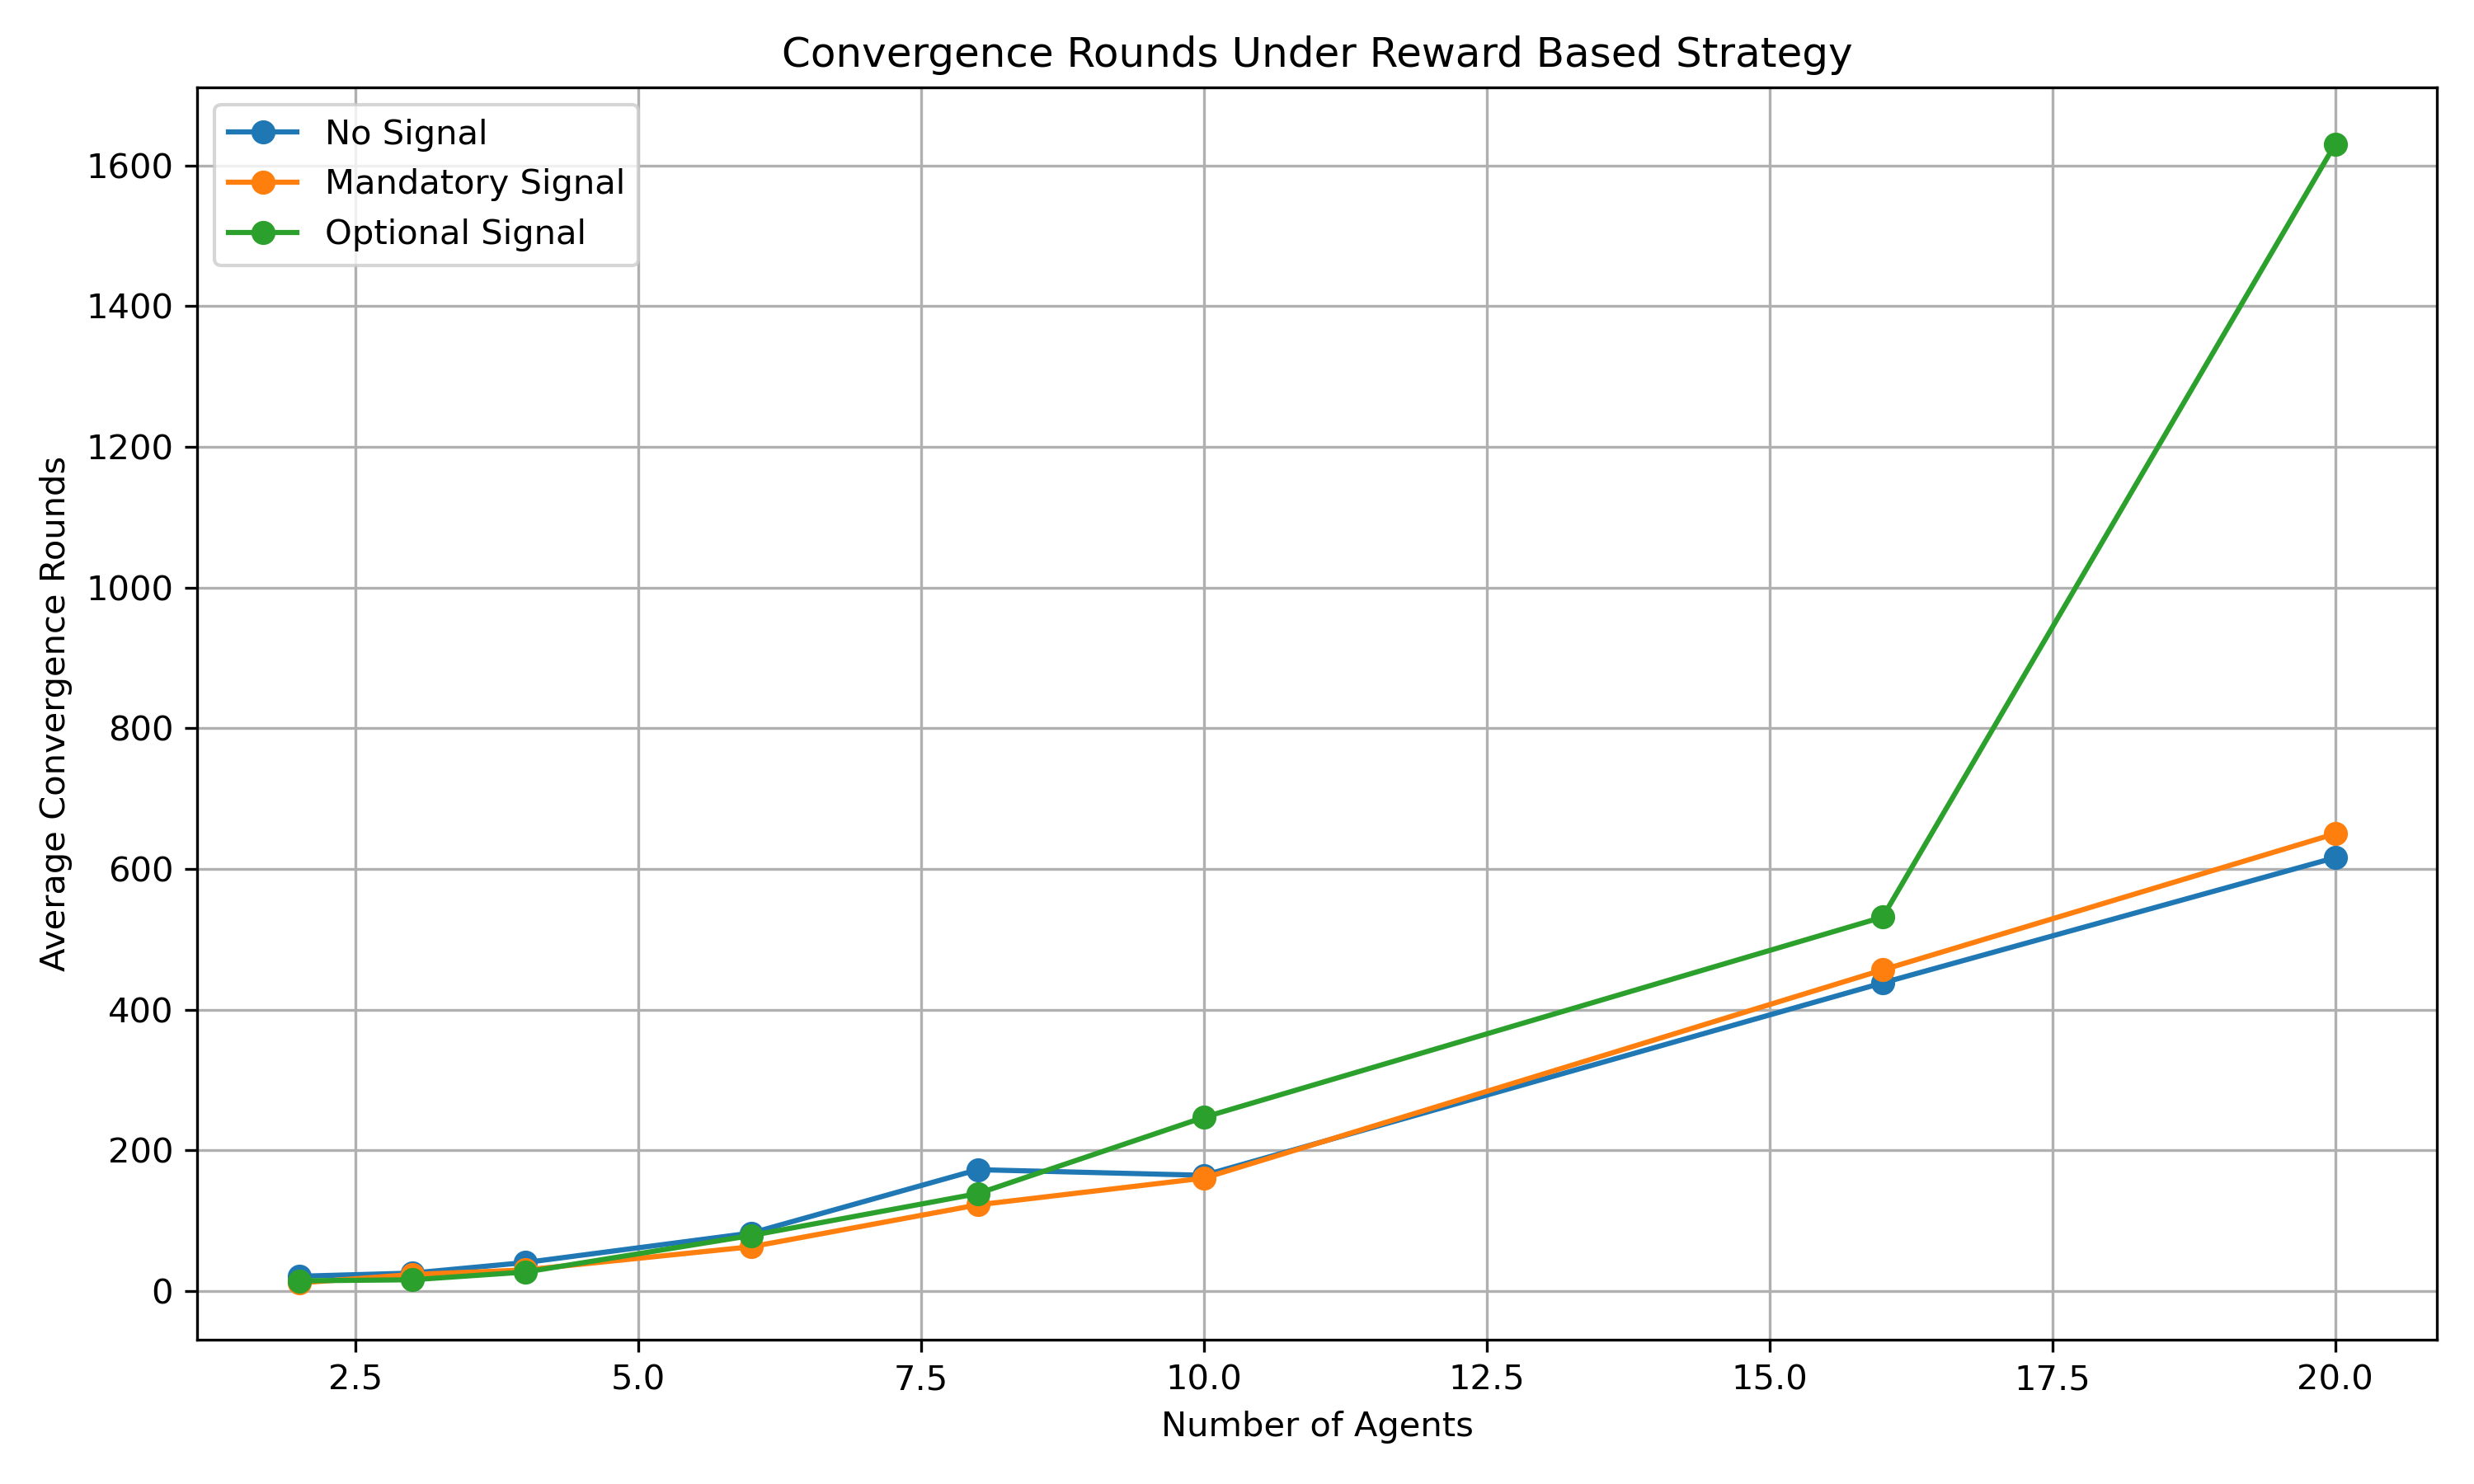 Convergence Rounds Under Reward Based Strategy
No Signal
Mandatory Signal
Optional Signal
Average Convergence Rounds
1600
1400
1200
1000
800
600
400
200
0
2.5 5.0 7.5 10.0 12.5 15.0 17.5 20.0
Number of Agents